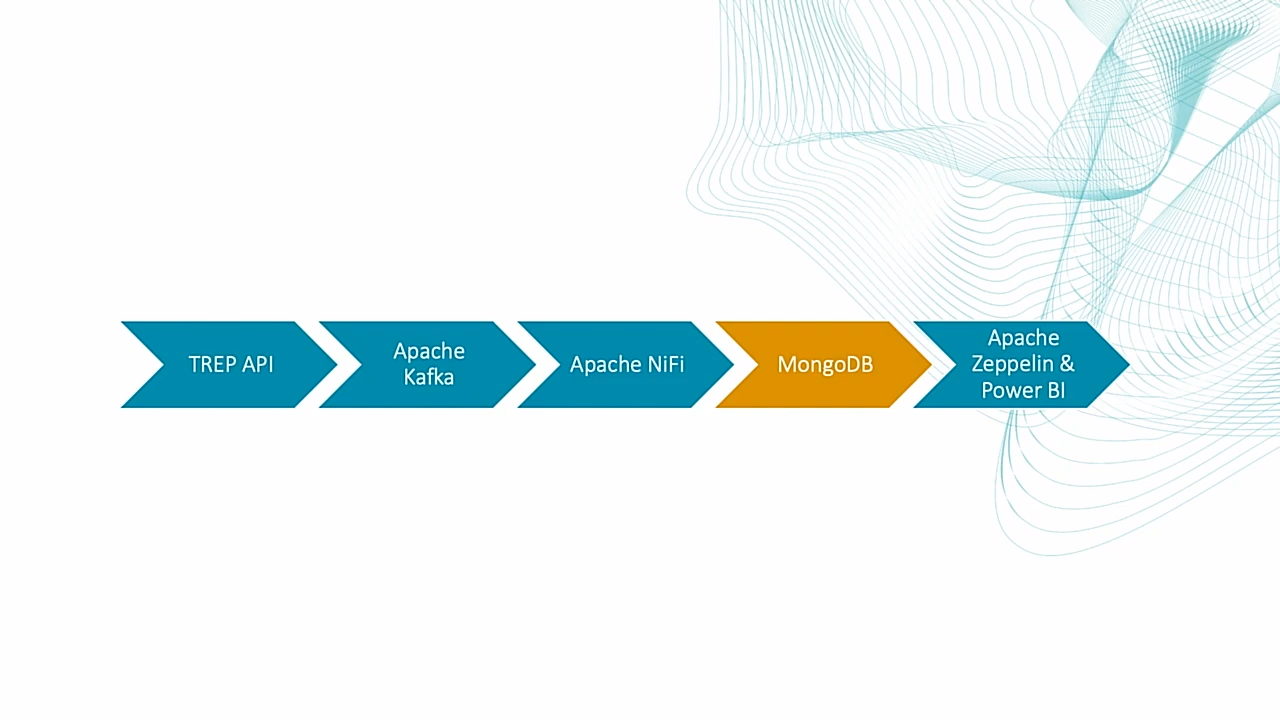 TREP API
Apache
Kafka
Apache NiFi
MongoDB
Apache
Zeppelin &
Power BI